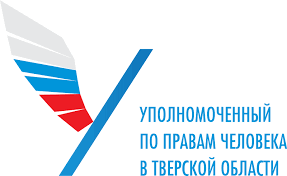 УПОЛНОМОЧЕННЫЙ
ПО ПРАВАМ ЧЕЛОВЕКА
В ТВЕРСКОЙ ОБЛАСТИ